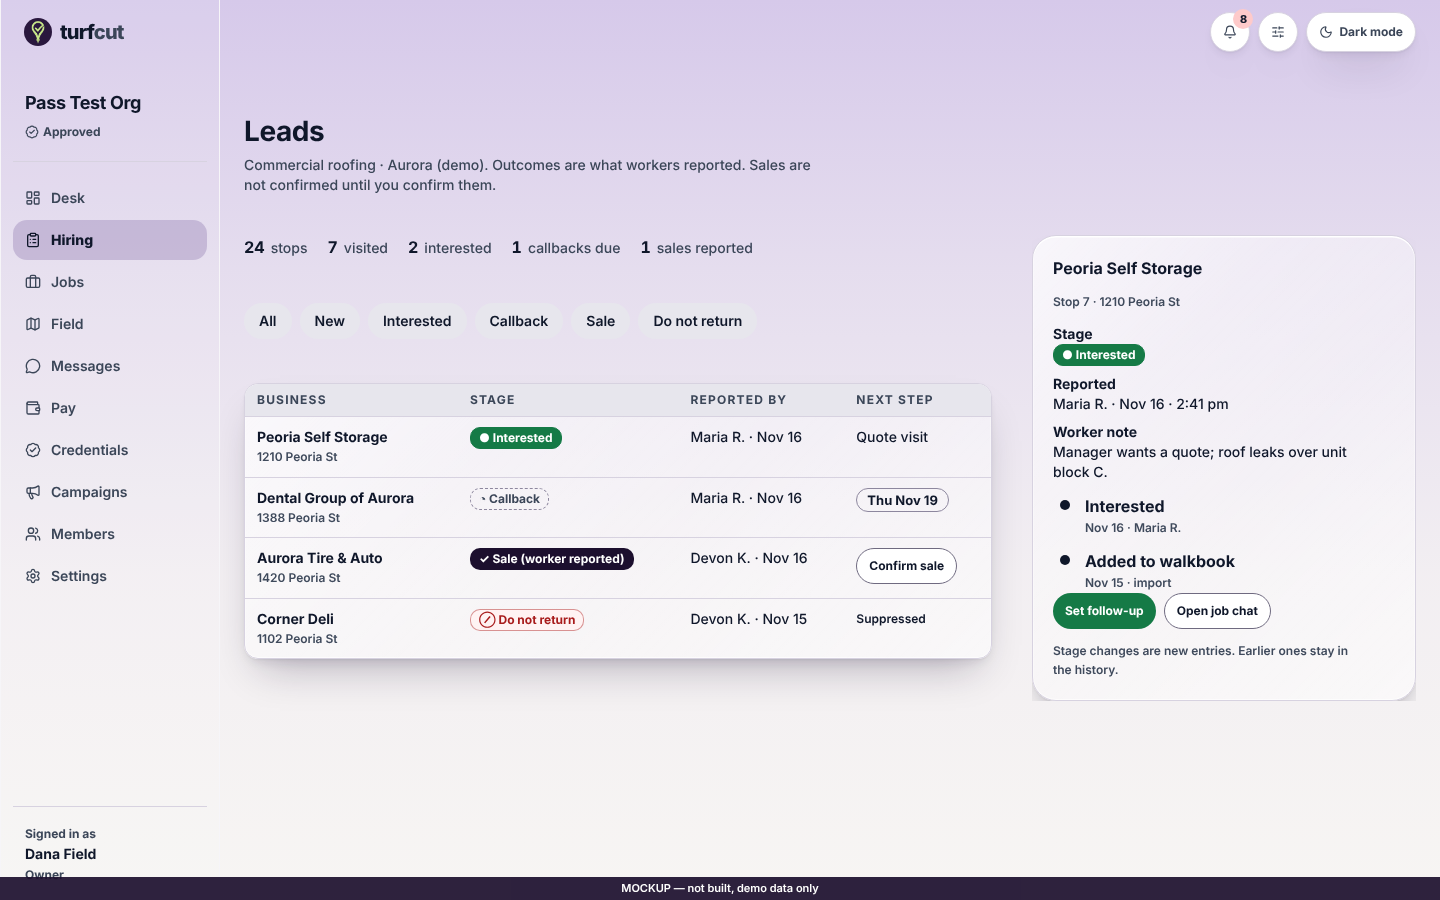 turfcut
8
Dark mode
Pass Test Org
Approved
Desk
Hiring
Jobs
Field
Messages
Pay
Credentials
Campaigns
Members
Settings
Signed in as
Dana Field
Owner
Leads
Commercial roofing · Aurora (demo). Outcomes are what workers reported. Sales are
not confirmed until you confirm them.
24 stops 7 visited 2 interested 1 callbacks due 1 sales reported
All New Interested Callback Sale Do not return
BUSINESS STAGE REPORTED BY NEXT STEP
Peoria Self Storage Interested Maria R. · Nov 16 Quote visit
1210 Peoria St
Dental Group of Aurora Callback Maria R. · Nov 16 Thu Nov 19
1388 Peoria St
Aurora Tire & Auto ✓ Sale (worker reported) Devon K. · Nov 16 Confirm sale
1420 Peoria St
Corner Deli Do not return Devon K. · Nov 15 Suppressed
1102 Peoria St
Peoria Self Storage
Stop 7 · 1210 Peoria St
Stage
Interested
Reported
Maria R. · Nov 16 · 2:41 pm
Worker note
Manager wants a quote; roof leaks over unit
block C.
Interested
Nov 16 · Maria R.
Added to walkbook
Nov 15 · import
Set follow-up Open job chat
Stage changes are new entries. Earlier ones stay in
the history.
MOCKUP — not built, demo data only